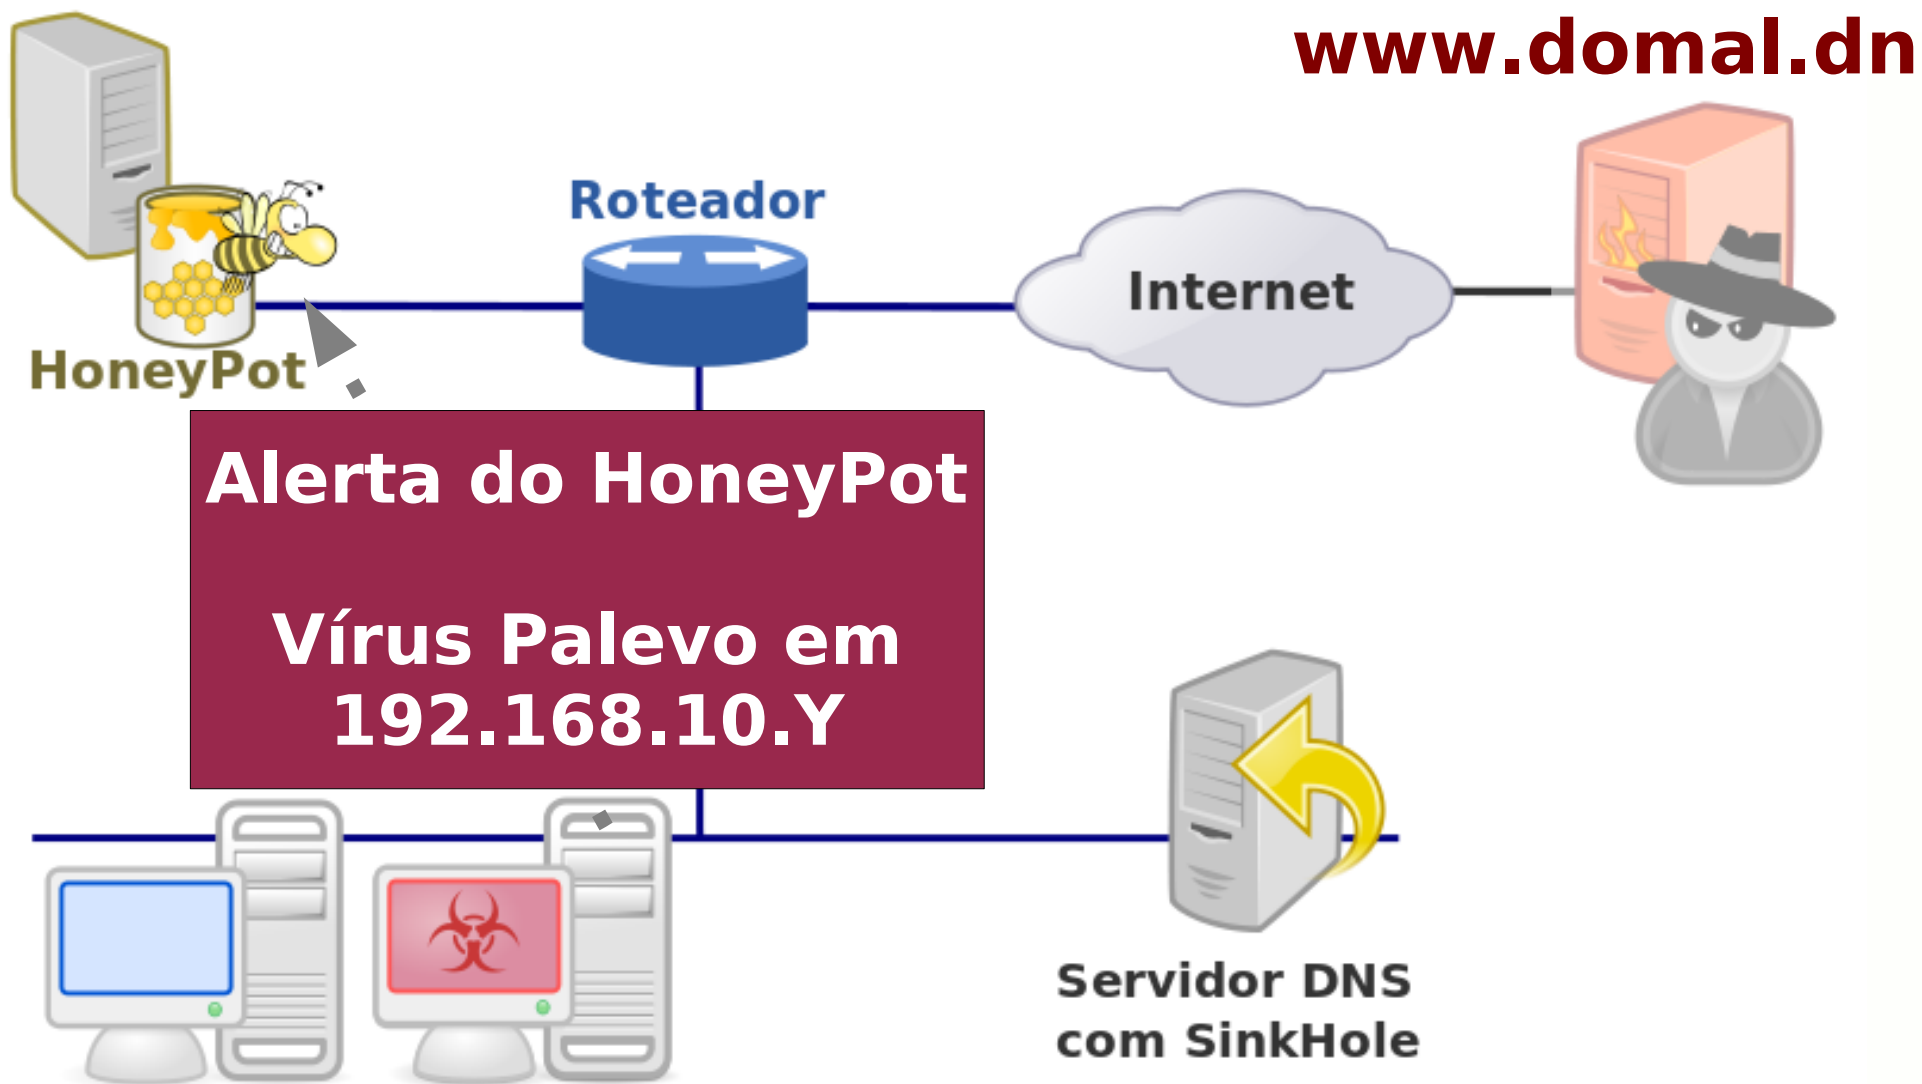 www.domal.dn
Roteador
Internet
HoneyPot
Alerta do HoneyPot
Vírus Palevo em
192.168.10.Y
Servidor DNS
com SinkHole